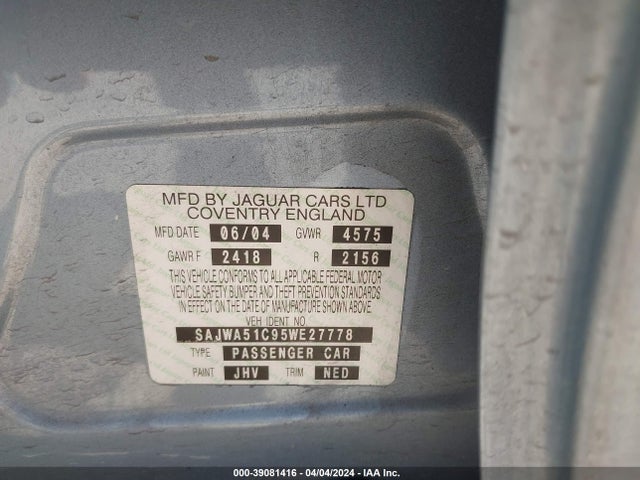 MFD BY JAGUAR CARS LTD
COVENTRY ENGLAND
MFD DATE 06/04 GVWR 4575
GAWR F 2418 R 2156
THIS VEHICLE CONFORMS TO ALL APPLICABLE FEDERAL MOTOR
VEHICLE SAFETY BUMPER AND THEFT PREVENTION STANDARDS
IN EFFECT ON THE DATE OF MANUFACTURE SHOWN ABOVE.
VEH IDENT NO
SAJWA51C95WE27778
TYPE PASSENGER CAR
PAINT JHV TRIM NED
000-39081416 - 04/04/2024 - IAA Inc.